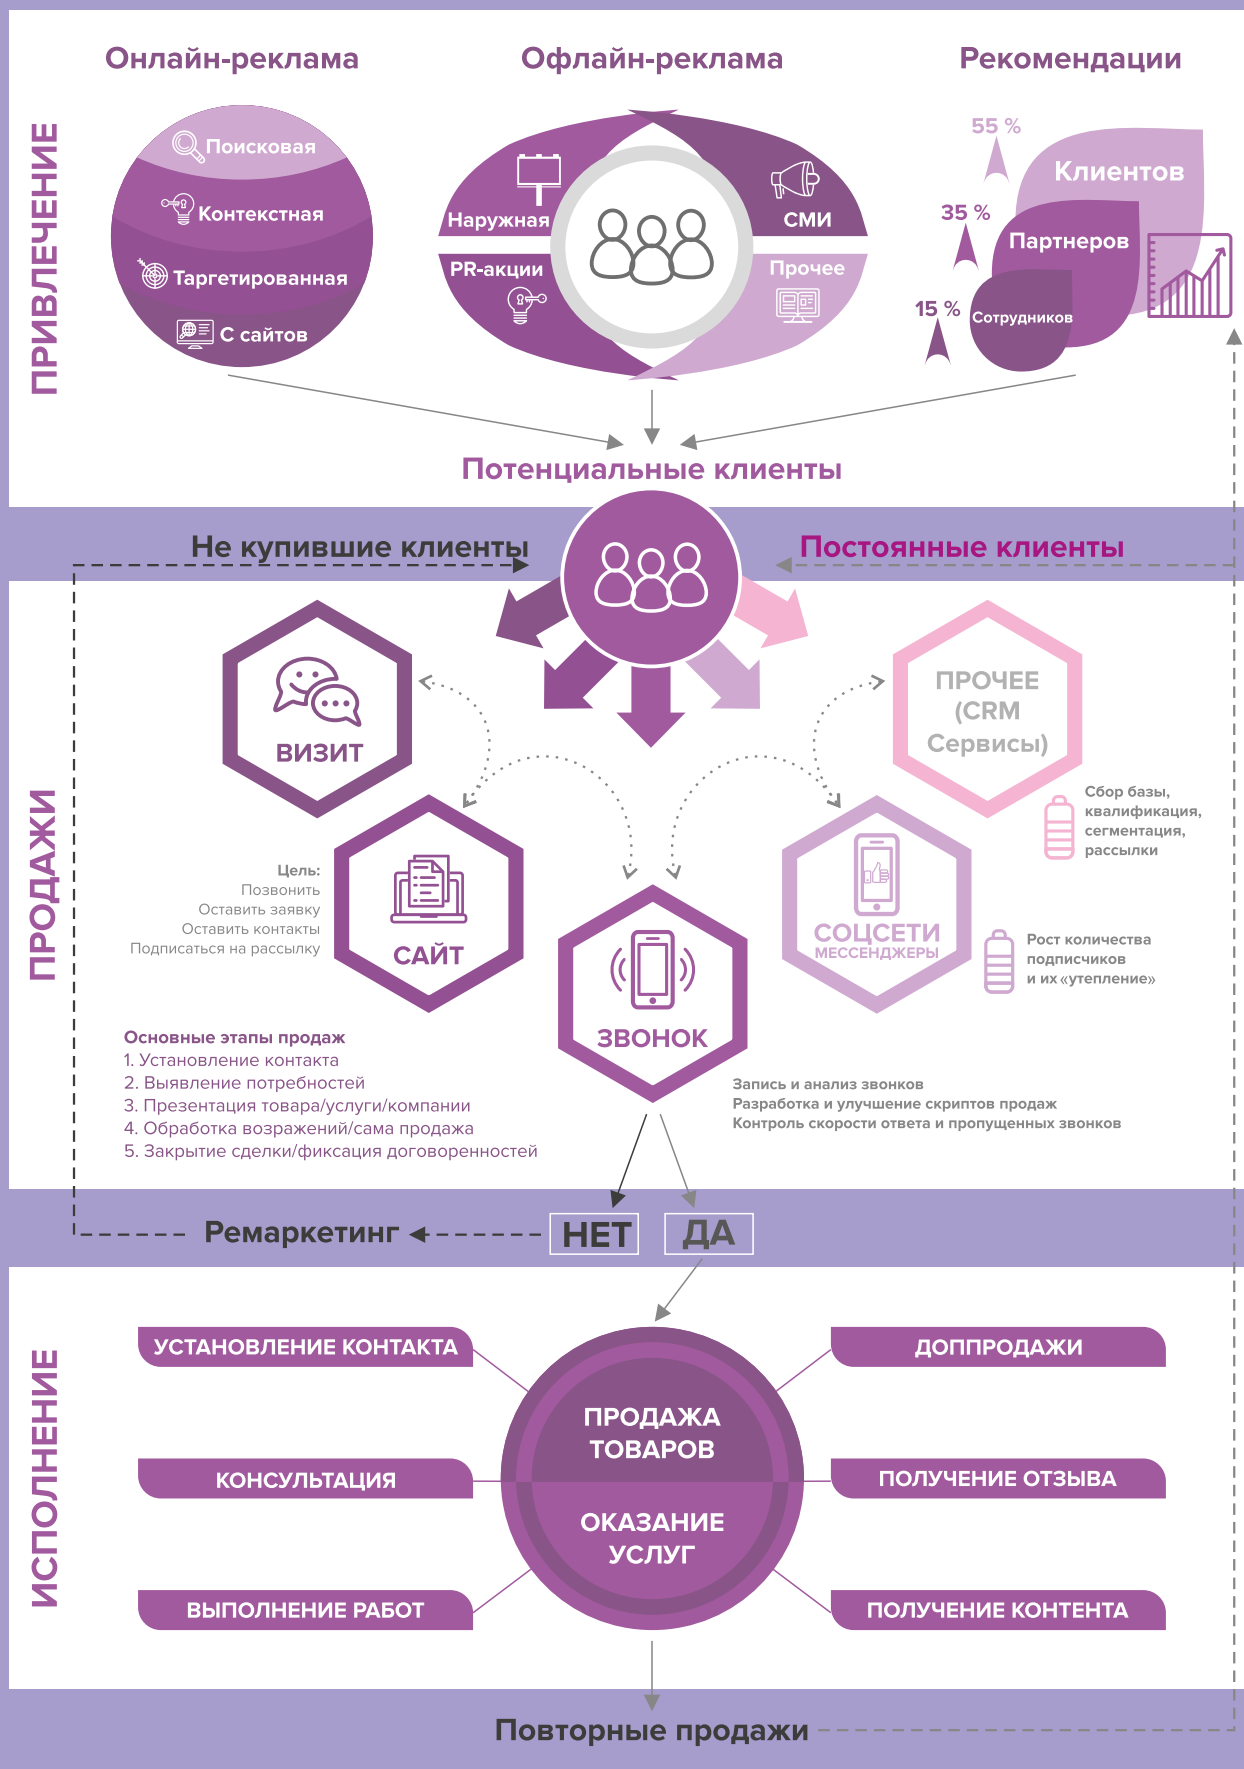 ПРИВЛЕЧЕНИЕ
Онлайн-реклама
Поисковая
Контекстная
Таргетированная
С сайтов
Офлайн-реклама
Наружная
СМИ
PR-акции
Прочее
Рекомендации
55 %
Клиентов
35 %
Партнеров
15 %
Сотрудников
Потенциальные клиенты
Не купившие клиенты
Постоянные клиенты
ПРОДАЖИ
ВИЗИТ
ПРОЧЕЕ
(CRM
Сервисы)
Сбор базы,
квалификация,
сегментация,
рассылки
Цель:
Позвонить
Оставить заявку
Оставить контакты
Подписаться на рассылку
САЙТ
СОЦСЕТИ
МЕССЕНДЖЕРЫ
Рост количества
подписчиков
и их «утепление»
ЗВОНОК
Основные этапы продаж
1. Установление контакта
2. Выявление потребностей
3. Презентация товара/услуги/компании
4. Обработка возражений/сама продажа
5. Закрытие сделки/фиксация договоренностей
Запись и анализ звонков
Разработка и улучшение скриптов продаж
Контроль скорости ответа и пропущенных звонков
Ремаркетинг
НЕТ
ДА
ИСПОЛНЕНИЕ
УСТАНОВЛЕНИЕ КОНТАКТА
КОНСУЛЬТАЦИЯ
ВЫПОЛНЕНИЕ РАБОТ
ПРОДАЖА
ТОВАРОВ
ОКАЗАНИЕ
УСЛУГ
ДОППРОДАЖИ
ПОЛУЧЕНИЕ ОТЗЫВА
ПОЛУЧЕНИЕ КОНТЕНТА
Повторные продажи